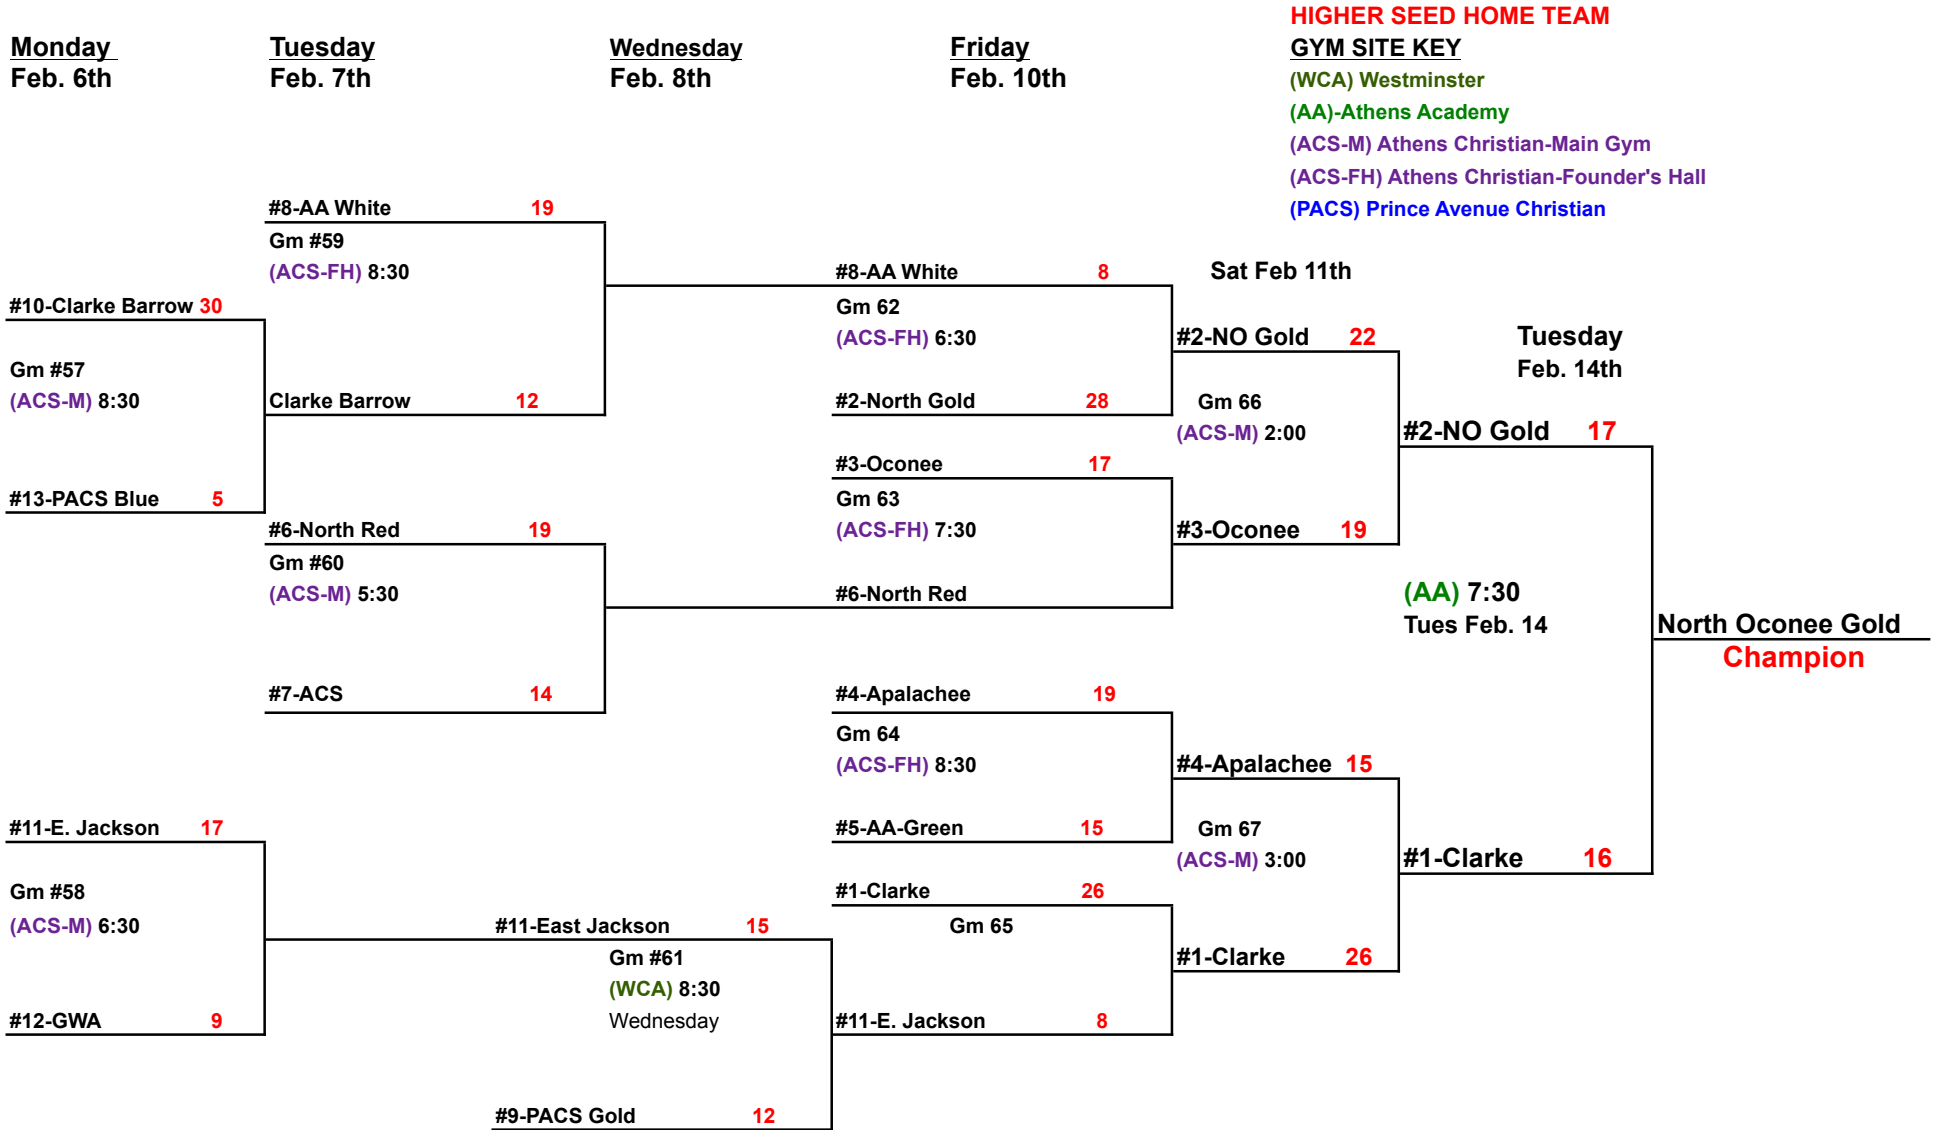 HIGHER SEED HOME TEAM
Monday Tuesday Wednesday Friday GYM SITE KEY
Feb. 6th Feb. 7th Feb. 8th Feb. 10th
(WCA) Westminster
(AA)-Athens Academy
(ACS-M) Athens Christian-Main Gym
(ACS-FH) Athens Christian-Founder's Hall
#8-AA White 19 (PACS) Prince Avenue Christian
Gm #59
(ACS-FH) 8:30 #8-AA White 8 Sat Feb 11th
#10-Clarke Barrow 30 Gm 62
(ACS-FH) 6:30 #2-NO Gold 22 Tuesday
Gm #57 Feb. 14th
(ACS-M) 8:30 Clarke Barrow 12 #2-North Gold 28 Gm 66
(ACS-M) 2:00 #2-NO Gold 17
#3-Oconee 17
#13-PACS Blue 5 Gm 63
#6-North Red 19 (ACS-FH) 7:30 #3-Oconee 19
Gm #60
(ACS-M) 5:30 #6-North Red (AA) 7:30
Tues Feb. 14 North Oconee Gold
Champion
#7-ACS 14 #4-Apalachee 19
Gm 64
(ACS-FH) 8:30 #4-Apalachee 15
#11-E. Jackson 17 #5-AA-Green 15 Gm 67
(ACS-M) 3:00 #1-Clarke 16
Gm #58 #1-Clarke 26
(ACS-M) 6:30 #11-East Jackson 15 Gm 65
Gm #61 #1-Clarke 26
(WCA) 8:30
#12-GWA 9 Wednesday #11-E. Jackson 8
#9-PACS Gold 12